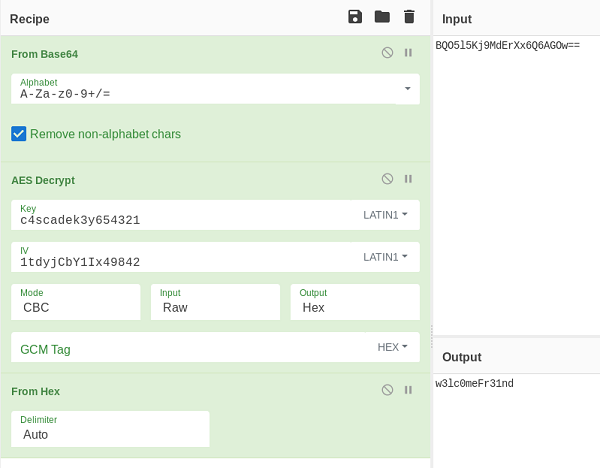 Recipe
From Base64
Alphabet
A-Za-z0-9+/=
Remove non-alphabet chars
AES Decrypt
Key
c4scadek3y654321
LATIN1
IV
1tdyjCbY1Ix49842
LATIN1
Mode
CBC
Input
Raw
Output
Hex
GCM Tag
HEX
From Hex
Delimiter
Auto
Input
BQO5l5Kj9MdErXx6Q6AGOw==
Output
w3lc0meFr31nd